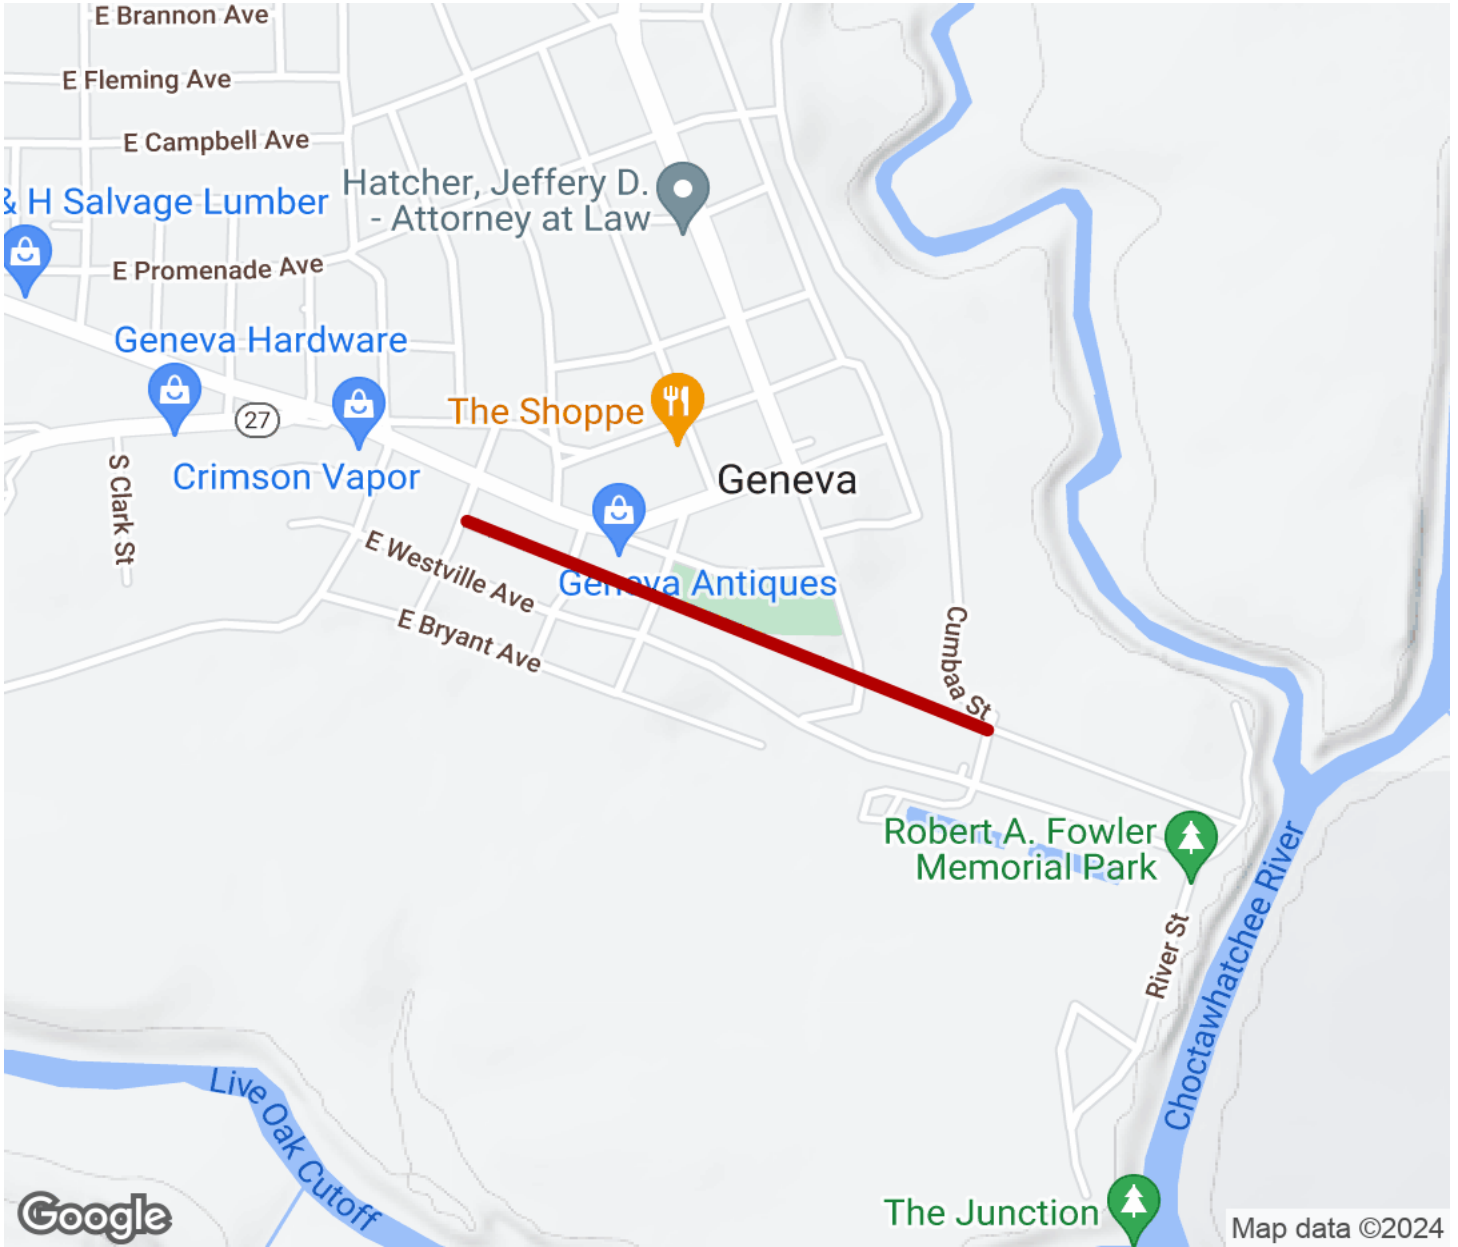 E Brannon Ave
E Fleming Ave
E Campbell Ave
& H Salvage Lumber
Hatcher, Jeffery D.
- Attorney at Law
E Promenade Ave
Geneva Hardware
27
The Shoppe
Crimson Vapor
S Clark St
Geneva
E Westville Ave
Geneva Antiques
E Bryant Ave
Cumbaa St
Robert A. Fowler
Memorial Park
River St
Choctawhatchee River
Live Oak Cutoff
The Junction
Google
Map data ©2024